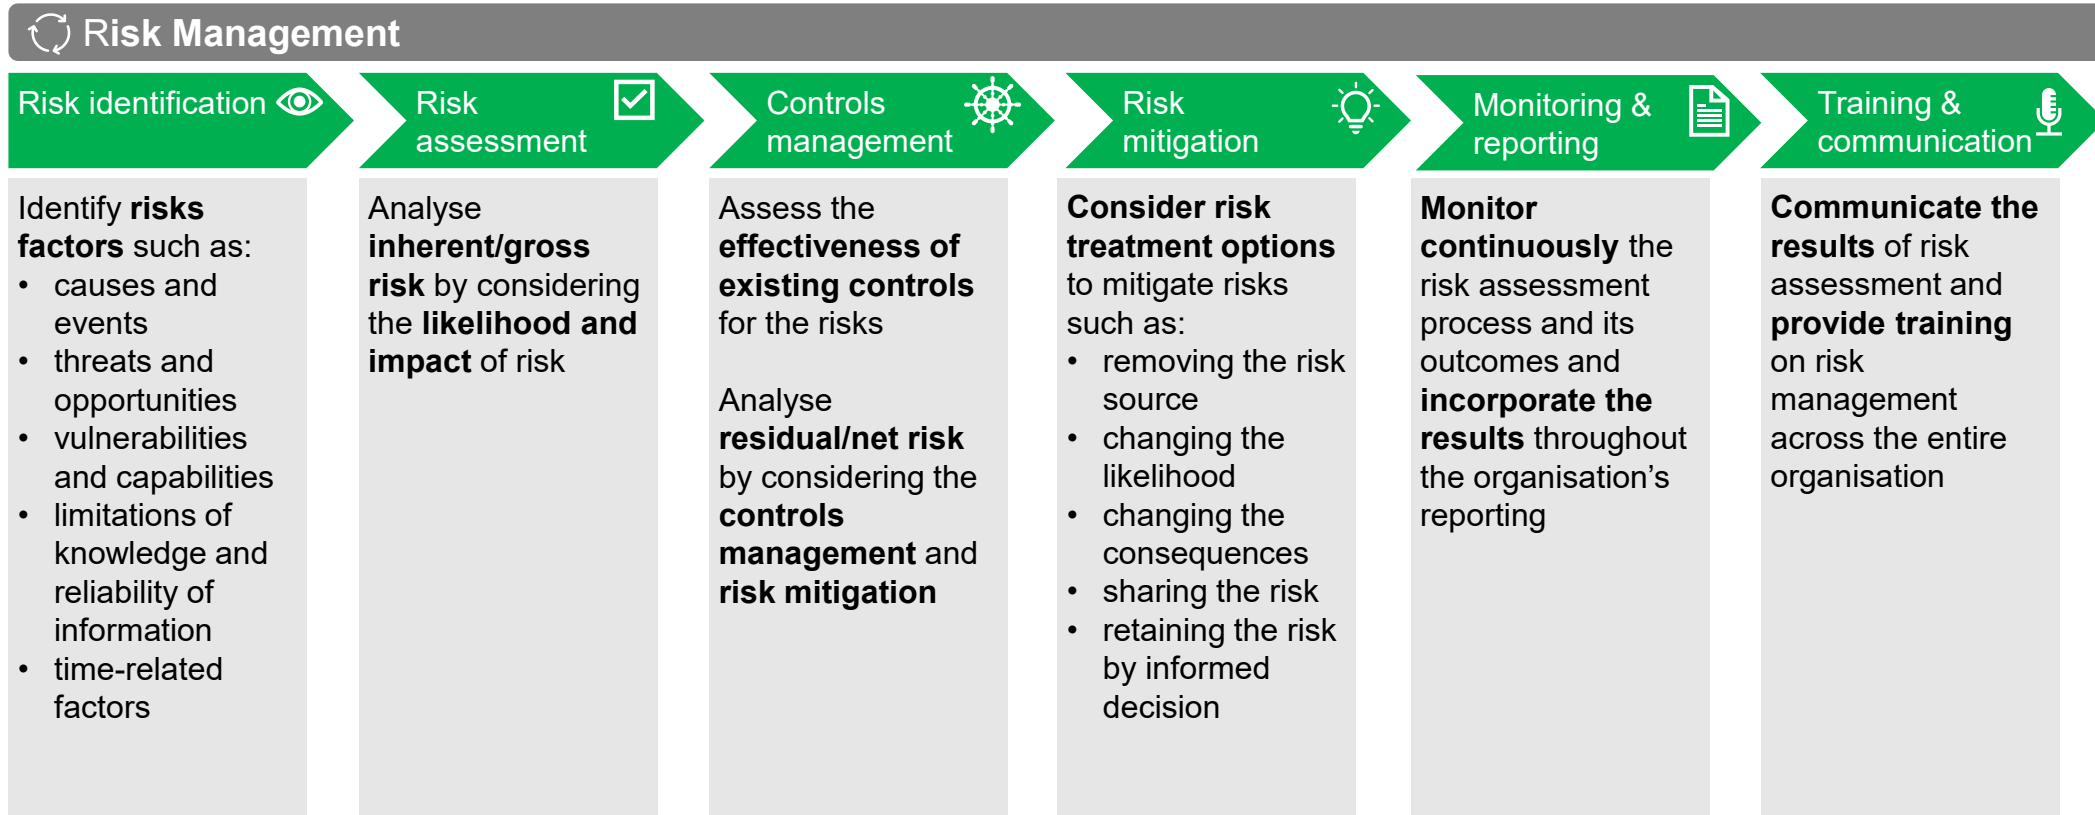 Risk Management
Risk identification
Risk
assessment
Controls
management
Risk
mitigation
Monitoring &
reporting
Training &
communication
Identify risks
factors such as:
• causes and
events
• threats and
opportunities
• vulnerabilities
and capabilities
• limitations of
knowledge and
reliability of
information
• time-related
factors
Analyse
inherent/gross
risk by considering
the likelihood and
impact of risk
Assess the
effectiveness of
existing controls
for the risks
Analyse
residual/net risk
by considering the
controls
management and
risk mitigation
Consider risk
treatment options
to mitigate risks
such as:
• removing the risk
source
• changing the
likelihood
• changing the
consequences
• sharing the risk
• retaining the risk
by informed
decision
Monitor
continuously the
risk assessment
process and its
outcomes and
incorporate the
results throughout
the organisation’s
reporting
Communicate the
results of risk
assessment and
provide training
on risk
management
across the entire
organisation